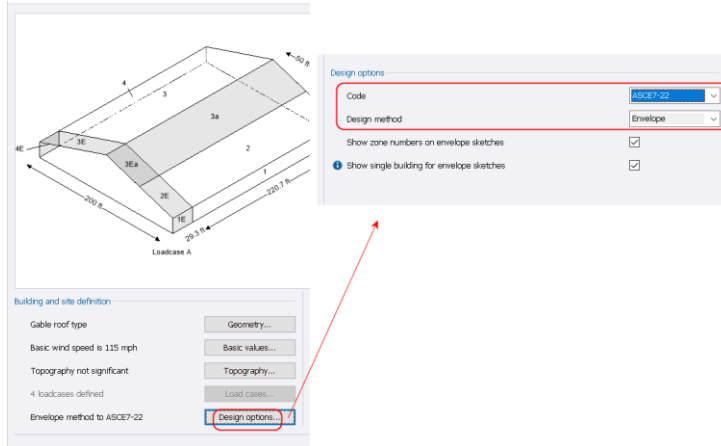 50 ft
4
3
3a
4E
3E
3Ea
2
2E
1
1E
200 ft
29.3 ft
220.7 ft
Loadcase A
Building and site definition
Gable roof type
Geometry...
Basic wind speed is 115 mph
Basic values...
Topography not significant
Topography...
4 loadcases defined
Load cases...
Envelope method to ASCE7-22
Design options...
Design options
Code
ASCE7-22
Design method
Envelope
Show zone numbers on envelope sketches
Show single building for envelope sketches